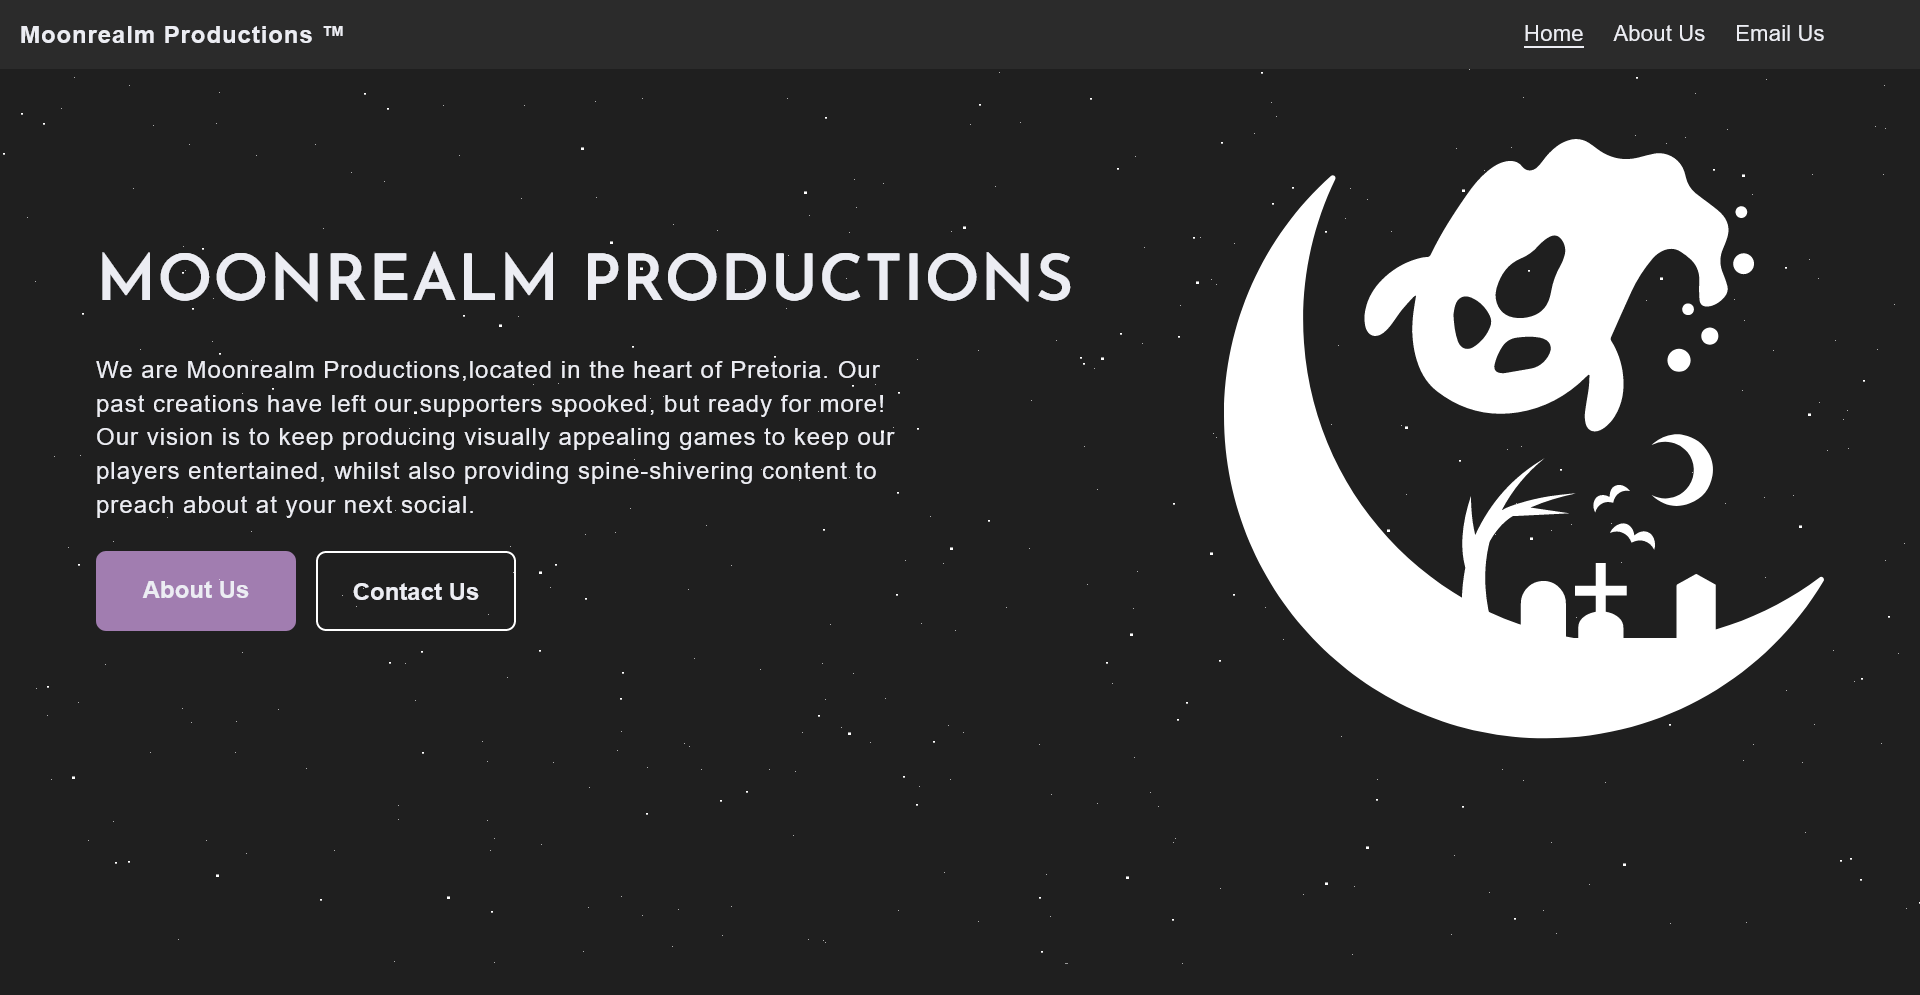 Moonrealm Productions ™
Home About Us Email Us
MOONREALM PRODUCTIONS
We are Moonrealm Productions,located in the heart of Pretoria. Our
past creations have left our supporters spooked, but ready for more!
Our vision is to keep producing visually appealing games to keep our
players entertained, whilst also providing spine-shivering content to
preach about at your next social.
About Us Contact Us